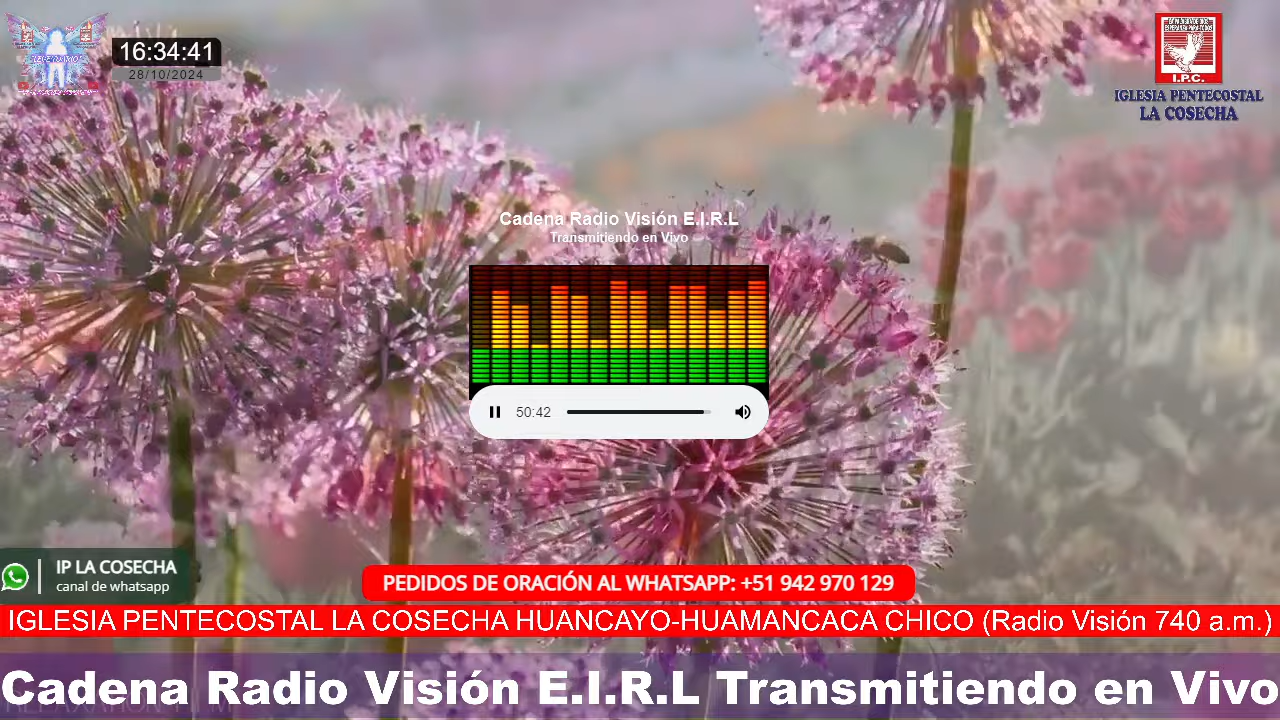 16:34:41
28/10/2024
I.P.C.
IGLESIA PENTECOSTAL
LA COSECHA
Cadena Radio Visión E.I.R.L
Transmitiendo en Vivo
50:42
IP LA COSECHA
canal de whatsapp
PEDIDOS DE ORACIÓN AL WHATSAPP: +51 942 970 129
IGLESIA PENTECOSTAL LA COSECHA HUANCAYO-HUAMANCACA CHICO (Radio Visión 740 a.m.)
Cadena Radio Visión E.I.R.L Transmitiendo en Vivo